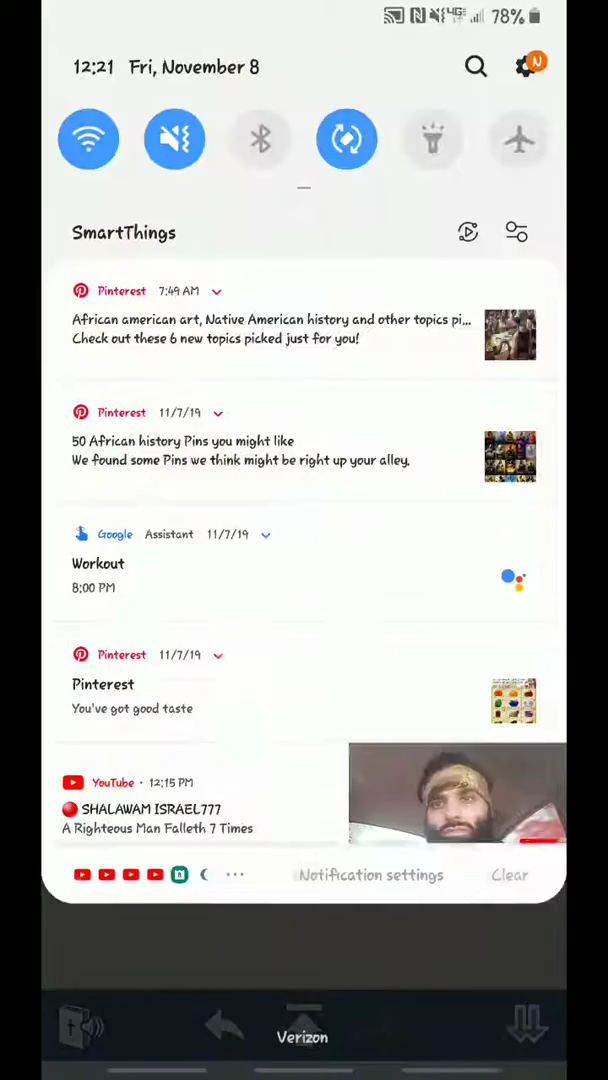 78%
12:21 Fri, November 8
N
SmartThings
Pinterest 7:49 AM
African american art, Native American history and other topics pi...
Check out these 6 new topics picked just for you!
Pinterest 11/7/19
50 African history Pins you might like
We found some Pins we think might be right up your alley.
Google Assistant 11/7/19
Workout
8:00 PM
Pinterest 11/7/19
Pinterest
You've got good taste
YouTube · 12:15 PM
SHALAWAM ISRAEL777
A Righteous Man Falleth 7 Times
Notification settings Clear
Verizon